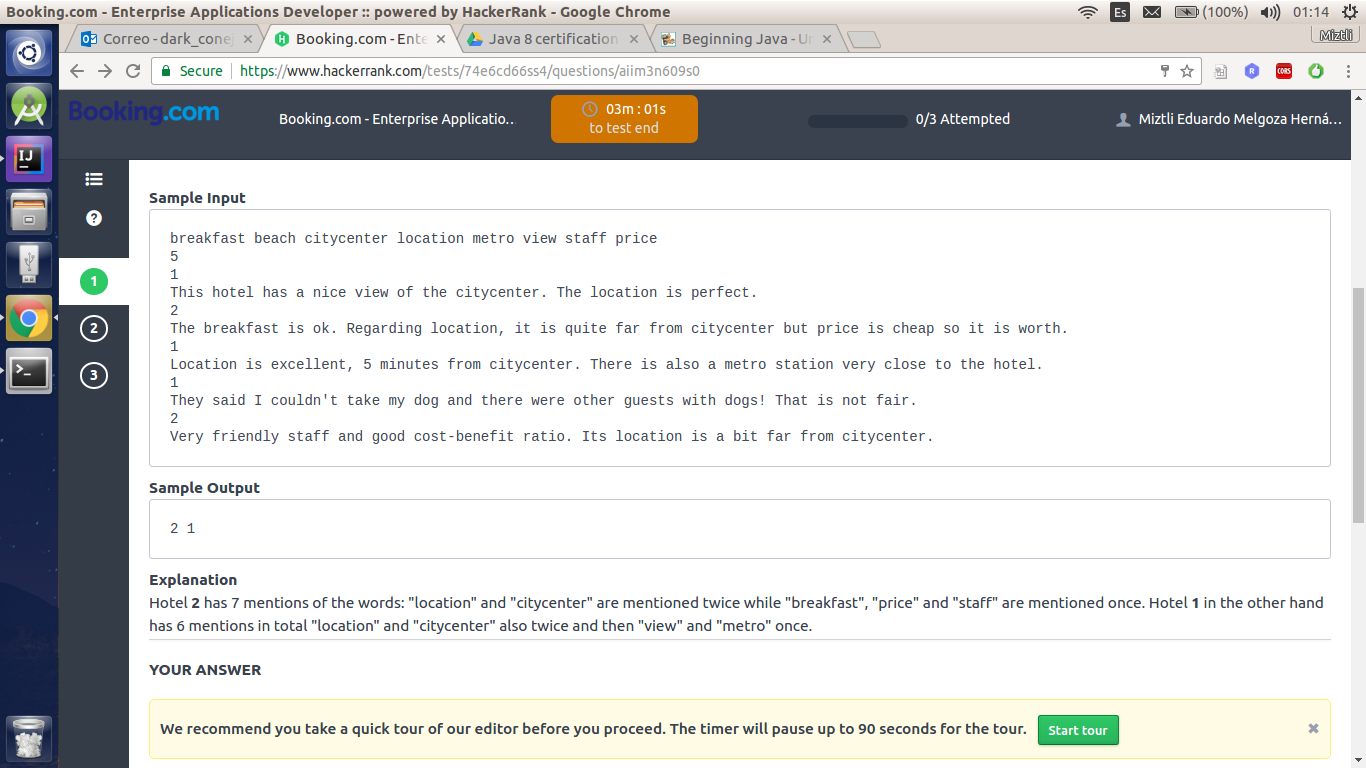 Booking.com - Enterprise Applications Developer :: powered by HackerRank - Google Chrome
Es
(100%)
01:14
Correo - dark_cone
Booking.com - Ente
Java 8 certification
Beginning Java - Un
Miztli
Secure
https://www.hackerrank.com/tests/74e6cd66ss4/questions/aiim3n609s0
R
CORS
Booking.com
Booking.com - Enterprise Applicatio...
03m : 01s
to test end
0/3 Attempted
Miztli Eduardo Melgoza Herná...
IJ
?
1
2
3
Sample Input
breakfast beach citycenter location metro view staff price
5
1
This hotel has a nice view of the citycenter. The location is perfect.
2
The breakfast is ok. Regarding location, it is quite far from citycenter but price is cheap so it is worth.
1
Location is excellent, 5 minutes from citycenter. There is also a metro station very close to the hotel.
1
They said I couldn't take my dog and there were other guests with dogs! That is not fair.
2
Very friendly staff and good cost-benefit ratio. Its location is a bit far from citycenter.
Sample Output
2 1
Explanation
Hotel 2 has 7 mentions of the words: "location" and "citycenter" are mentioned twice while "breakfast", "price" and "staff" are mentioned once. Hotel 1 in the other hand
has 6 mentions in total "location" and "citycenter" also twice and then "view" and "metro" once.
YOUR ANSWER
We recommend you take a quick tour of our editor before you proceed. The timer will pause up to 90 seconds for the tour.
Start tour